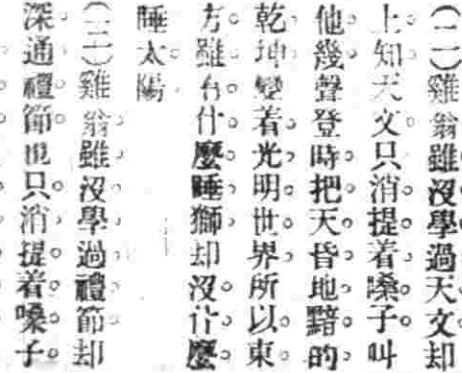 （一）雞翁雖沒學過天文却
上知天文只消提着嗓子叫
他幾聲登時把天昏地黯的
乾坤變着光明世界所以東
方雖有什麼睡獅却沒什麼
睡太陽
（二）雞翁雖沒學過禮節却
深通禮節也只消提着嗓子